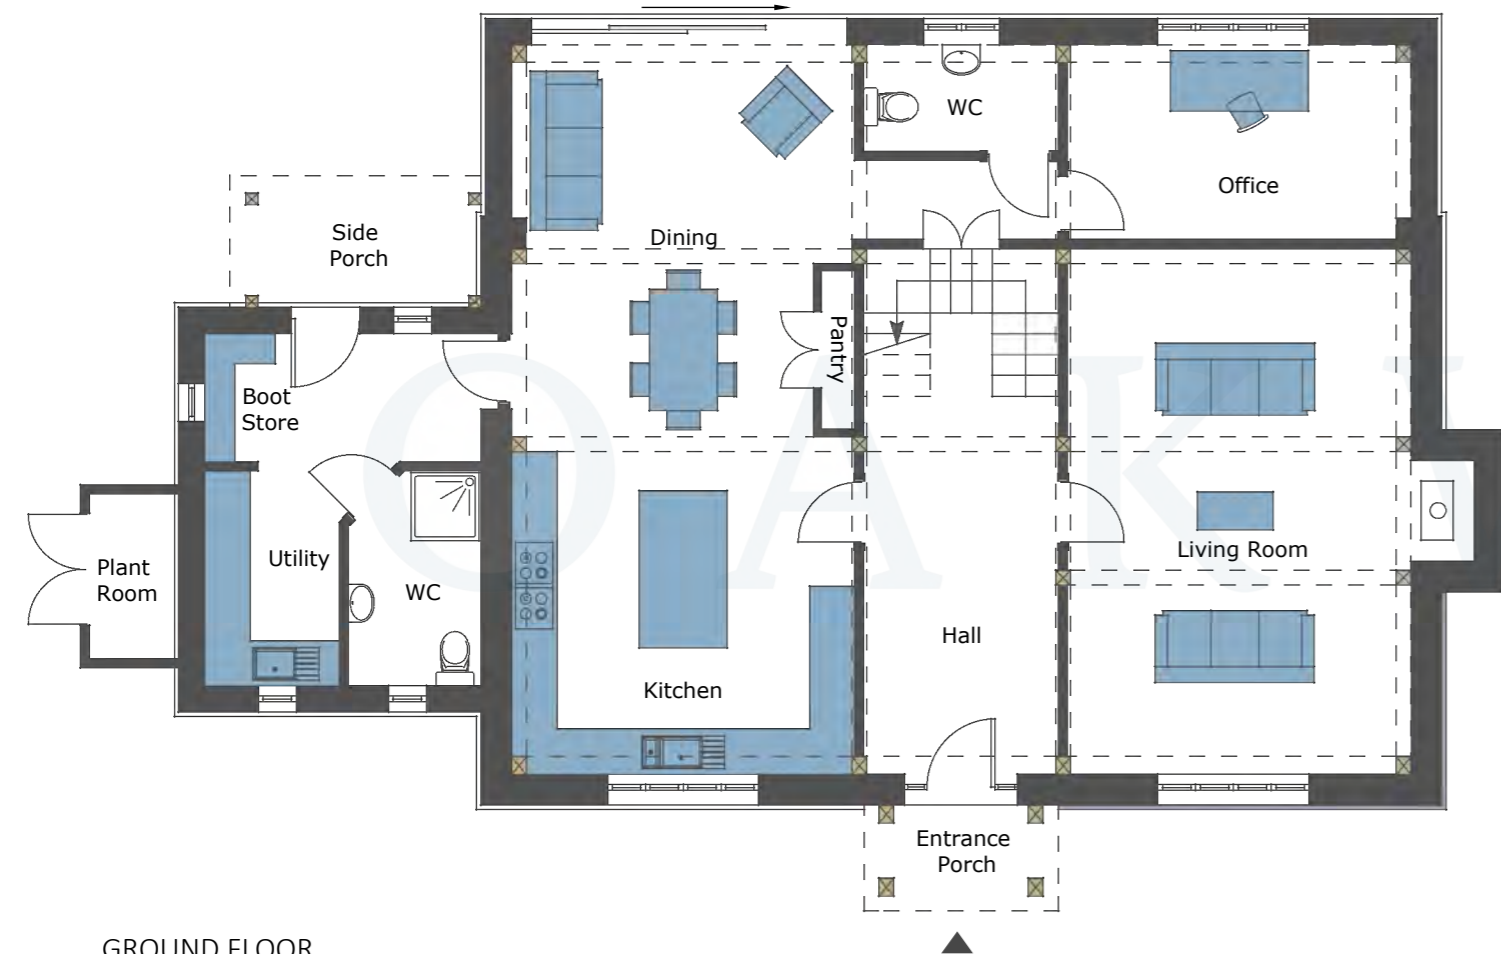 WC
Office
Side
Porch
Dining
Pantry
Boot
Store
Living Room
Utility
Plant
Room
WC
Hall
Kitchen
Entrance
Porch
GROUND FLOOR
O A K